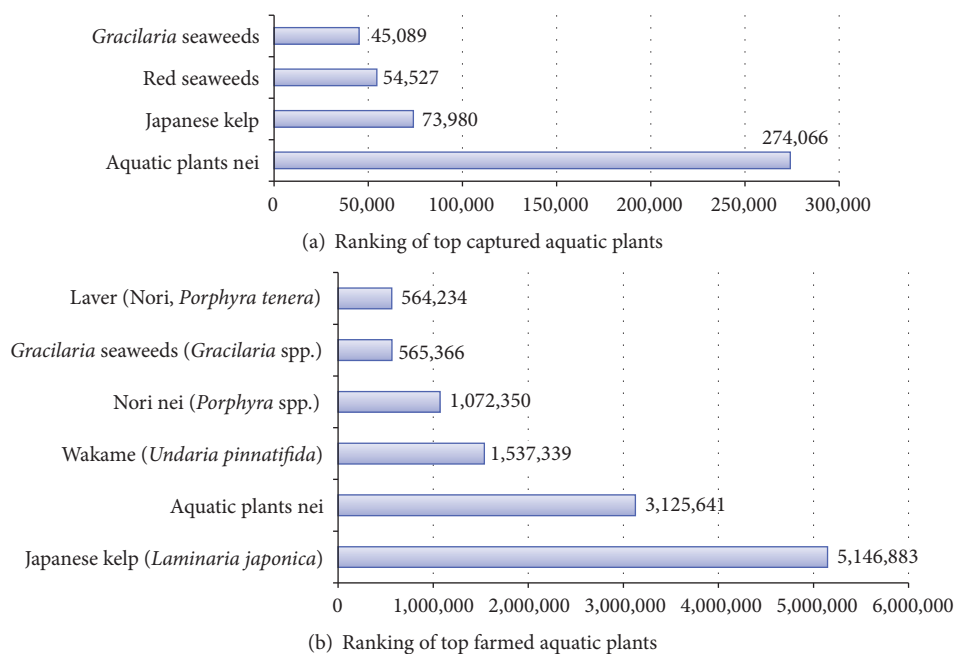 Gracilaria seaweeds 45,089
Red seaweeds 54,527
Japanese kelp 73,980
274,066
Aquatic plants nei
0 50,000 100,000 150,000 200,000 250,000 300,000
(a) Ranking of top captured aquatic plants
Laver (Nori, Porphyra tenera) 564,234
Gracilaria seaweeds (Gracilaria spp.) 565,366
Nori nei (Porphyra spp.) 1,072,350
Wakame (Undaria pinnatifida) 1,537,339
Aquatic plants nei 3,125,641
Japanese kelp (Laminaria japonica) 5,146,883
0 1,000,000 2,000,000 3,000,000 4,000,000 5,000,000 6,000,000
(b) Ranking of top farmed aquatic plants